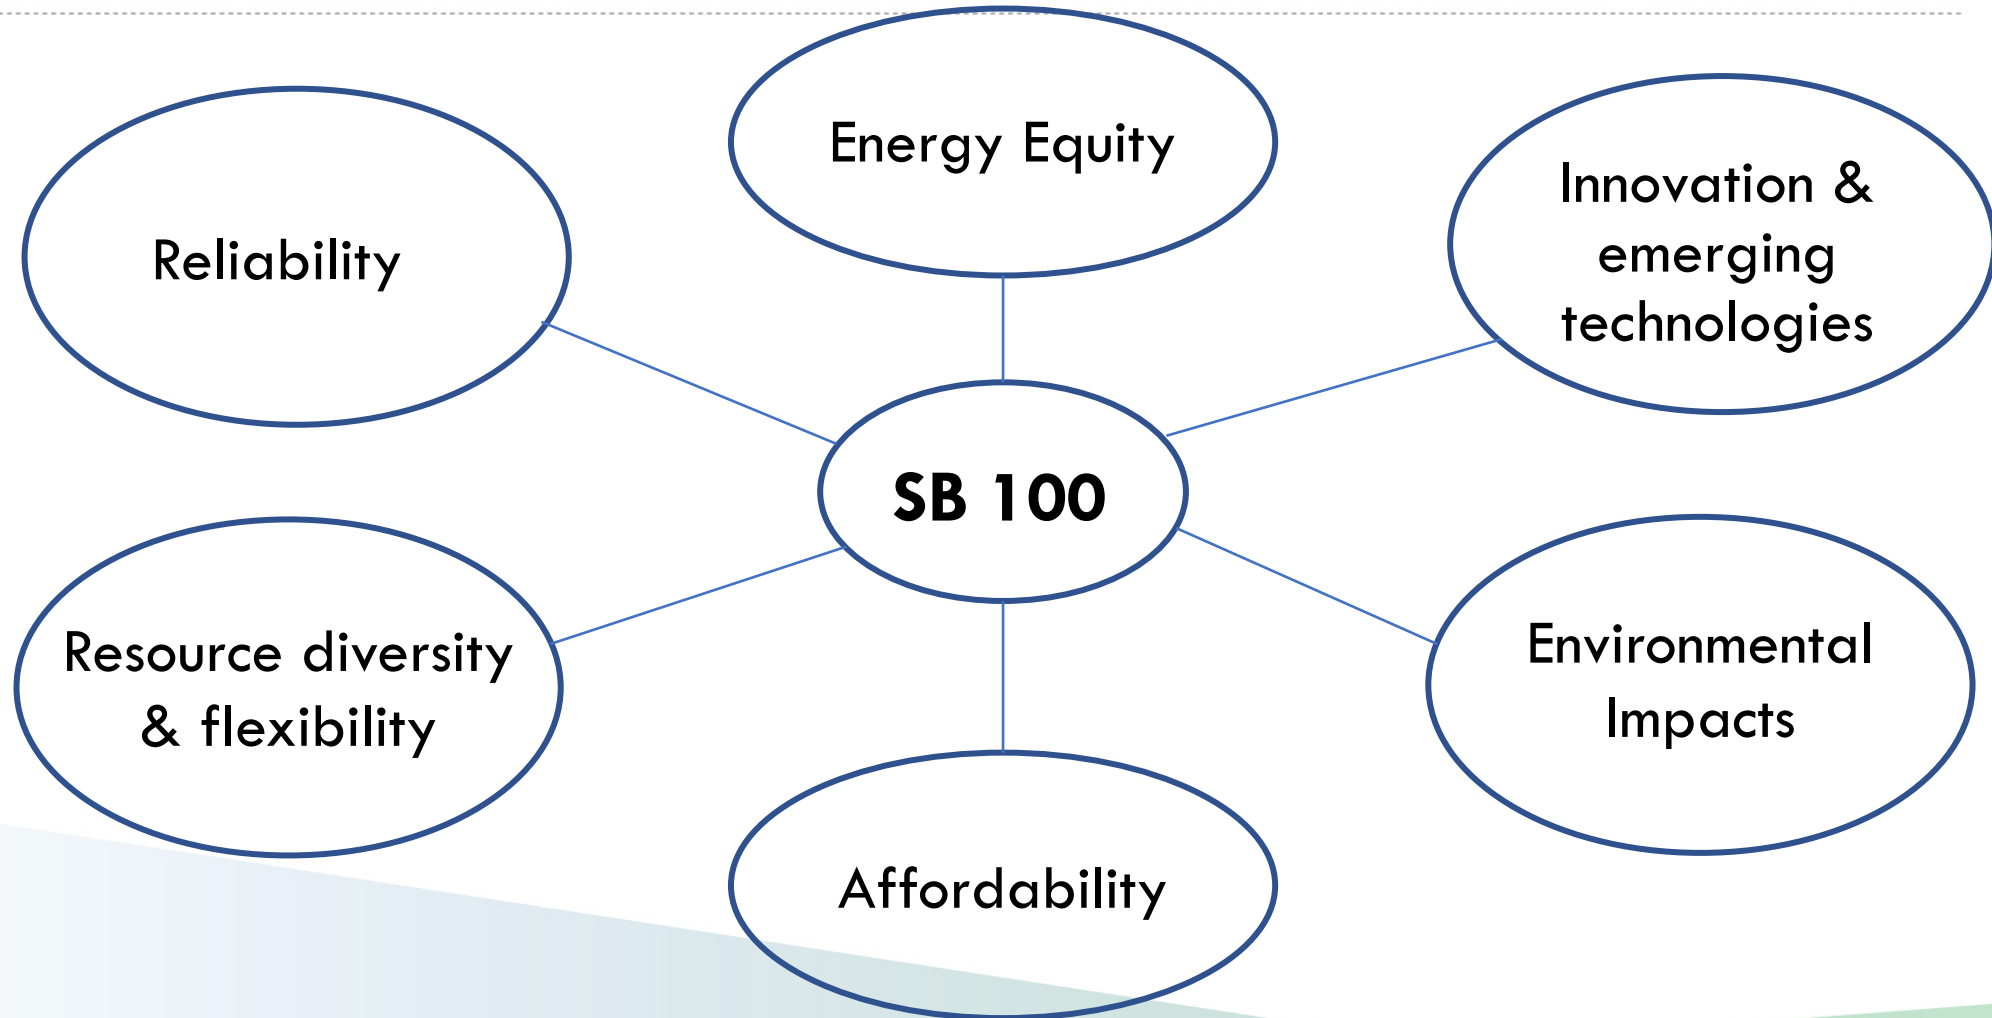 Energy Equity
Reliability
Innovation &
emerging
technologies
SB 100
Resource diversity
& flexibility
Environmental
Impacts
Affordability